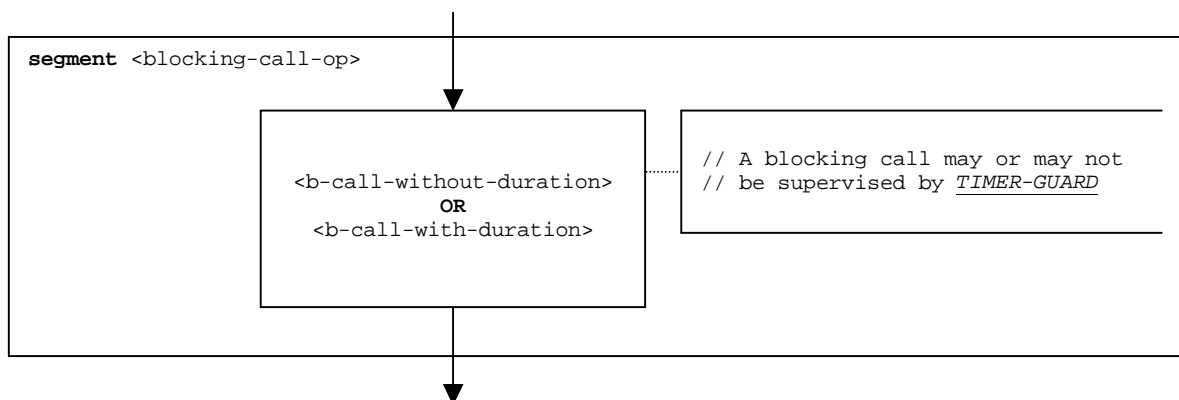 segment <blocking-call-op>
<b-call-without-duration>
OR
<b-call-with-duration>
// A blocking call may or may not
// be supervised by TIMER-GUARD